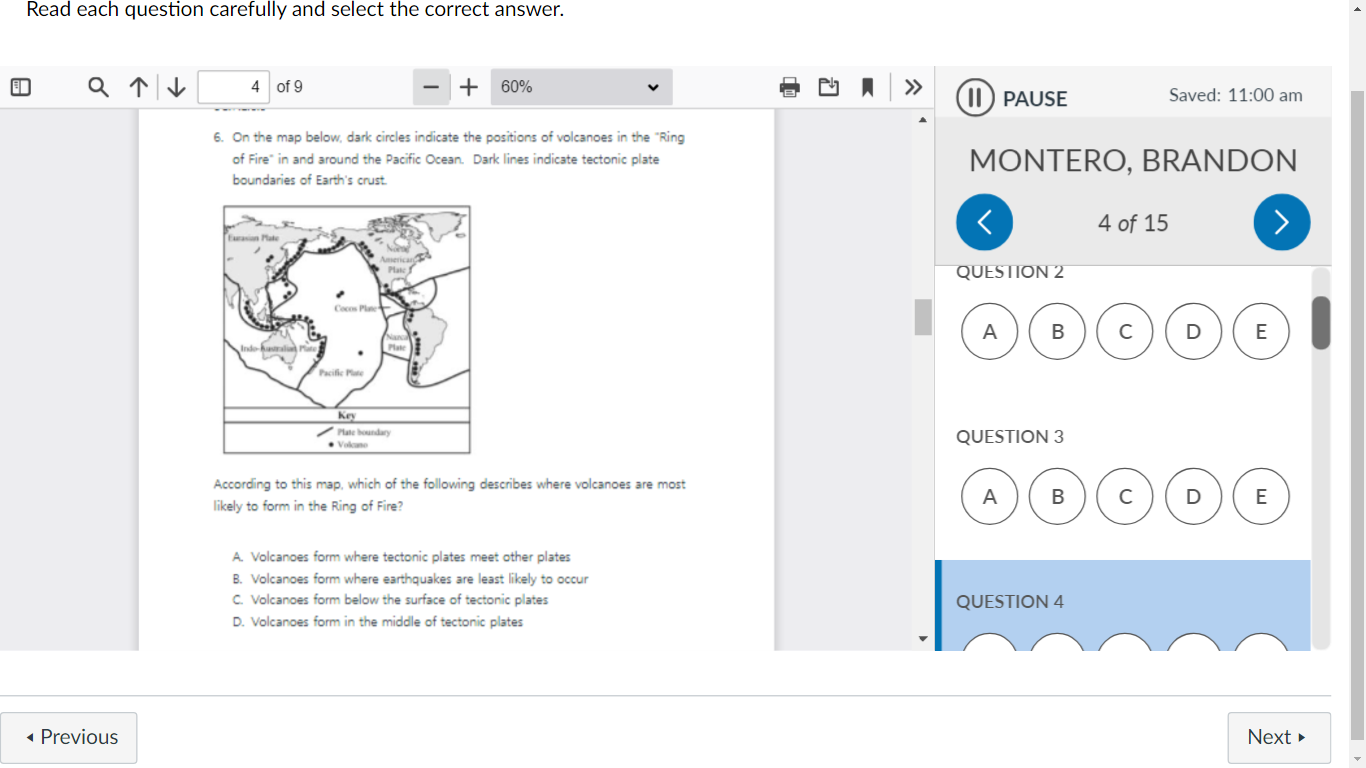 Read each question carefully and select the correct answer.
4 of 9
60%
6. On the map below, dark circles indicate the positions of volcanoes in the "Ring
of Fire" in and around the Pacific Ocean. Dark lines indicate tectonic plate
boundaries of Earth's crust.
Eurasian Plate
North
American
Plate
Cocos Plate
Nazca
Plate
Indo-Australian Plate
Pacific Plate
Key
Plate boundary
Volcano
According to this map, which of the following describes where volcanoes are most
likely to form in the Ring of Fire?
A. Volcanoes form where tectonic plates meet other plates
B. Volcanoes form where earthquakes are least likely to occur
C. Volcanoes form below the surface of tectonic plates
D. Volcanoes form in the middle of tectonic plates
PAUSE
Saved: 11:00 am
MONTERO, BRANDON
4 of 15
QUESTION 2
A B C D E
QUESTION 3
A B C D E
QUESTION 4
Previous
Next